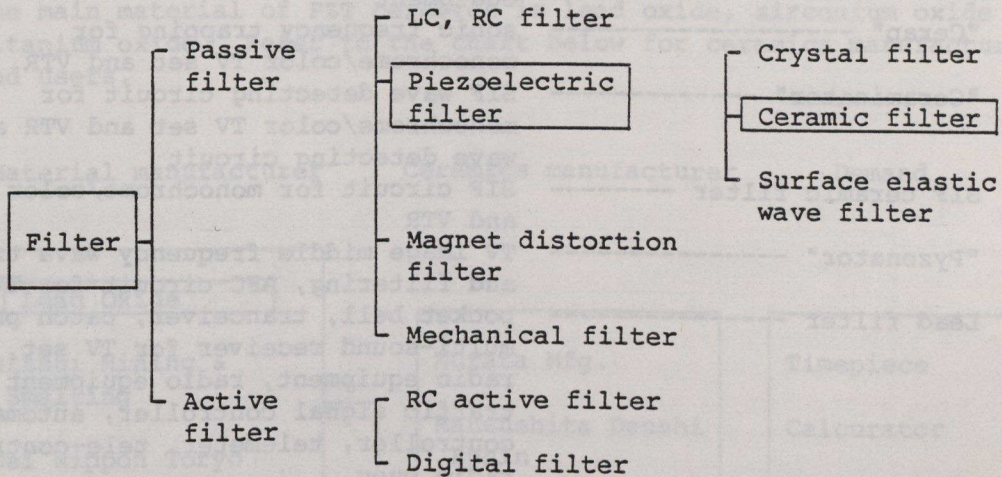 Filter
Passive
filter
LC, RC filter
Piezoelectric
filter
Crystal filter
Ceramic filter
Surface elastic
wave filter
Magnet distortion
filter
Mechanical filter
Active
filter
RC active filter
Digital filter